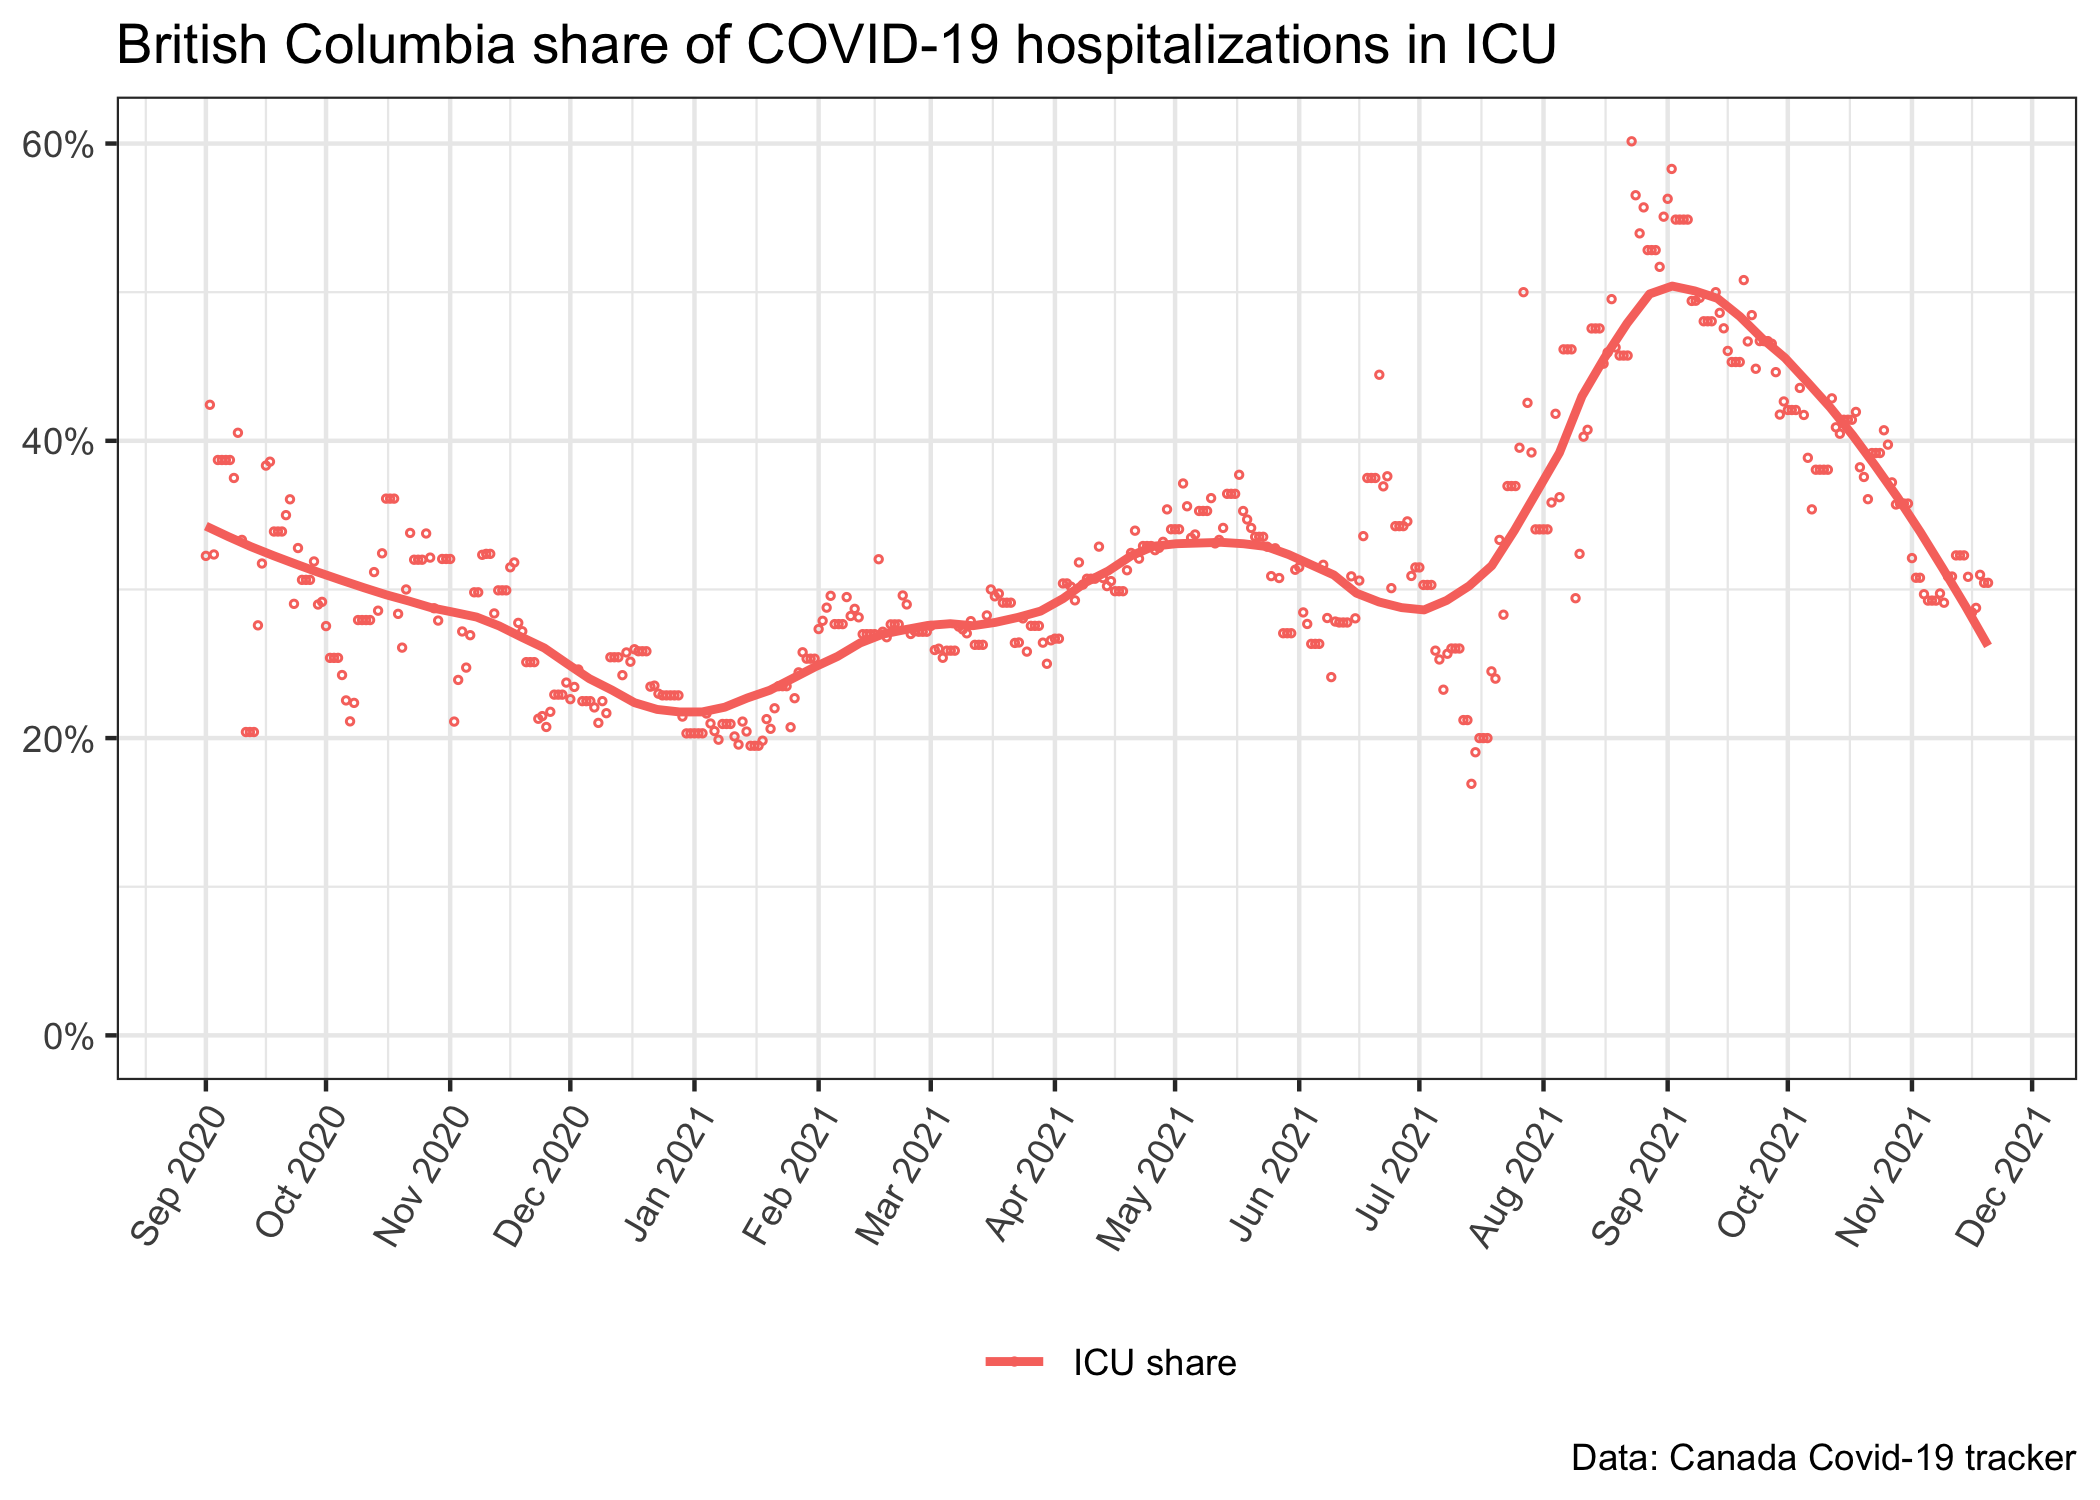 British Columbia share of COVID-19 hospitalizations in ICU
60%
40%
20%
0%
Sep 2020
Oct 2020
Nov 2020
Dec 2020
Jan 2021
Feb 2021
Mar 2021
Apr 2021
May 2021
Jun 2021
Jul 2021
Aug 2021
Sep 2021
Oct 2021
Nov 2021
Dec 2021
ICU share
Data: Canada Covid-19 tracker